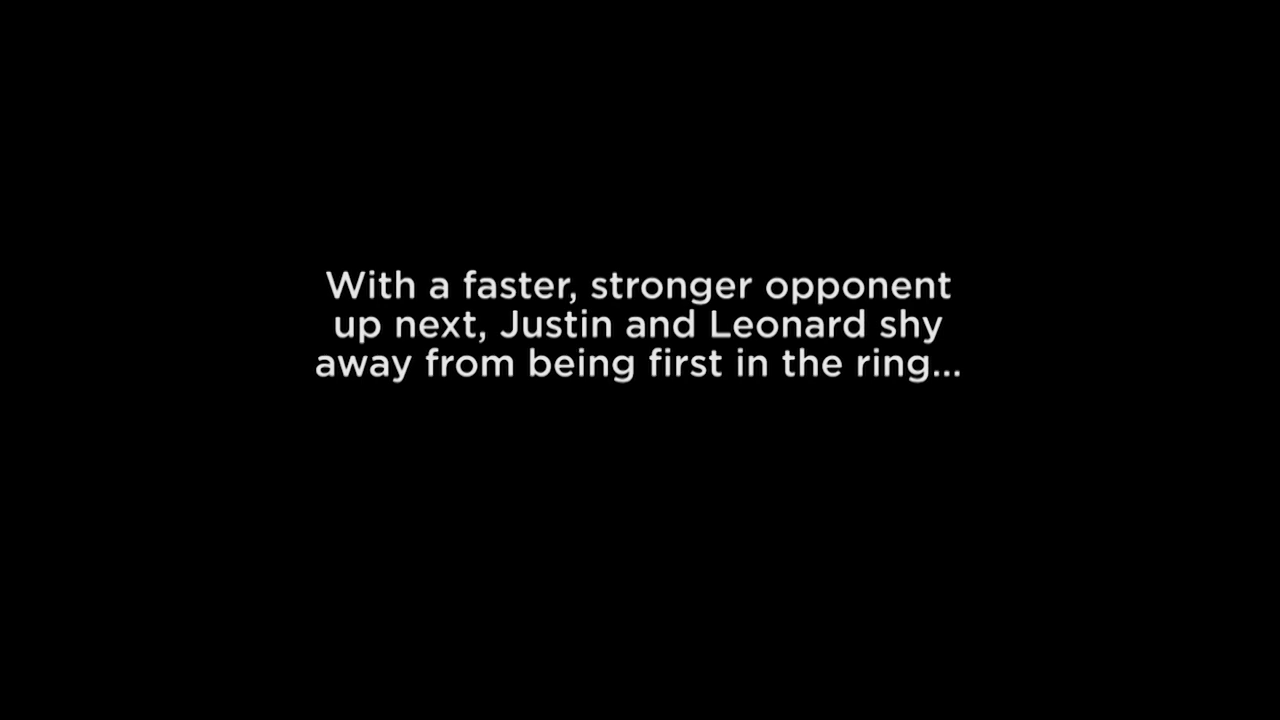 With a faster, stronger opponent
up next, Justin and Leonard shy
away from being first in the ring...